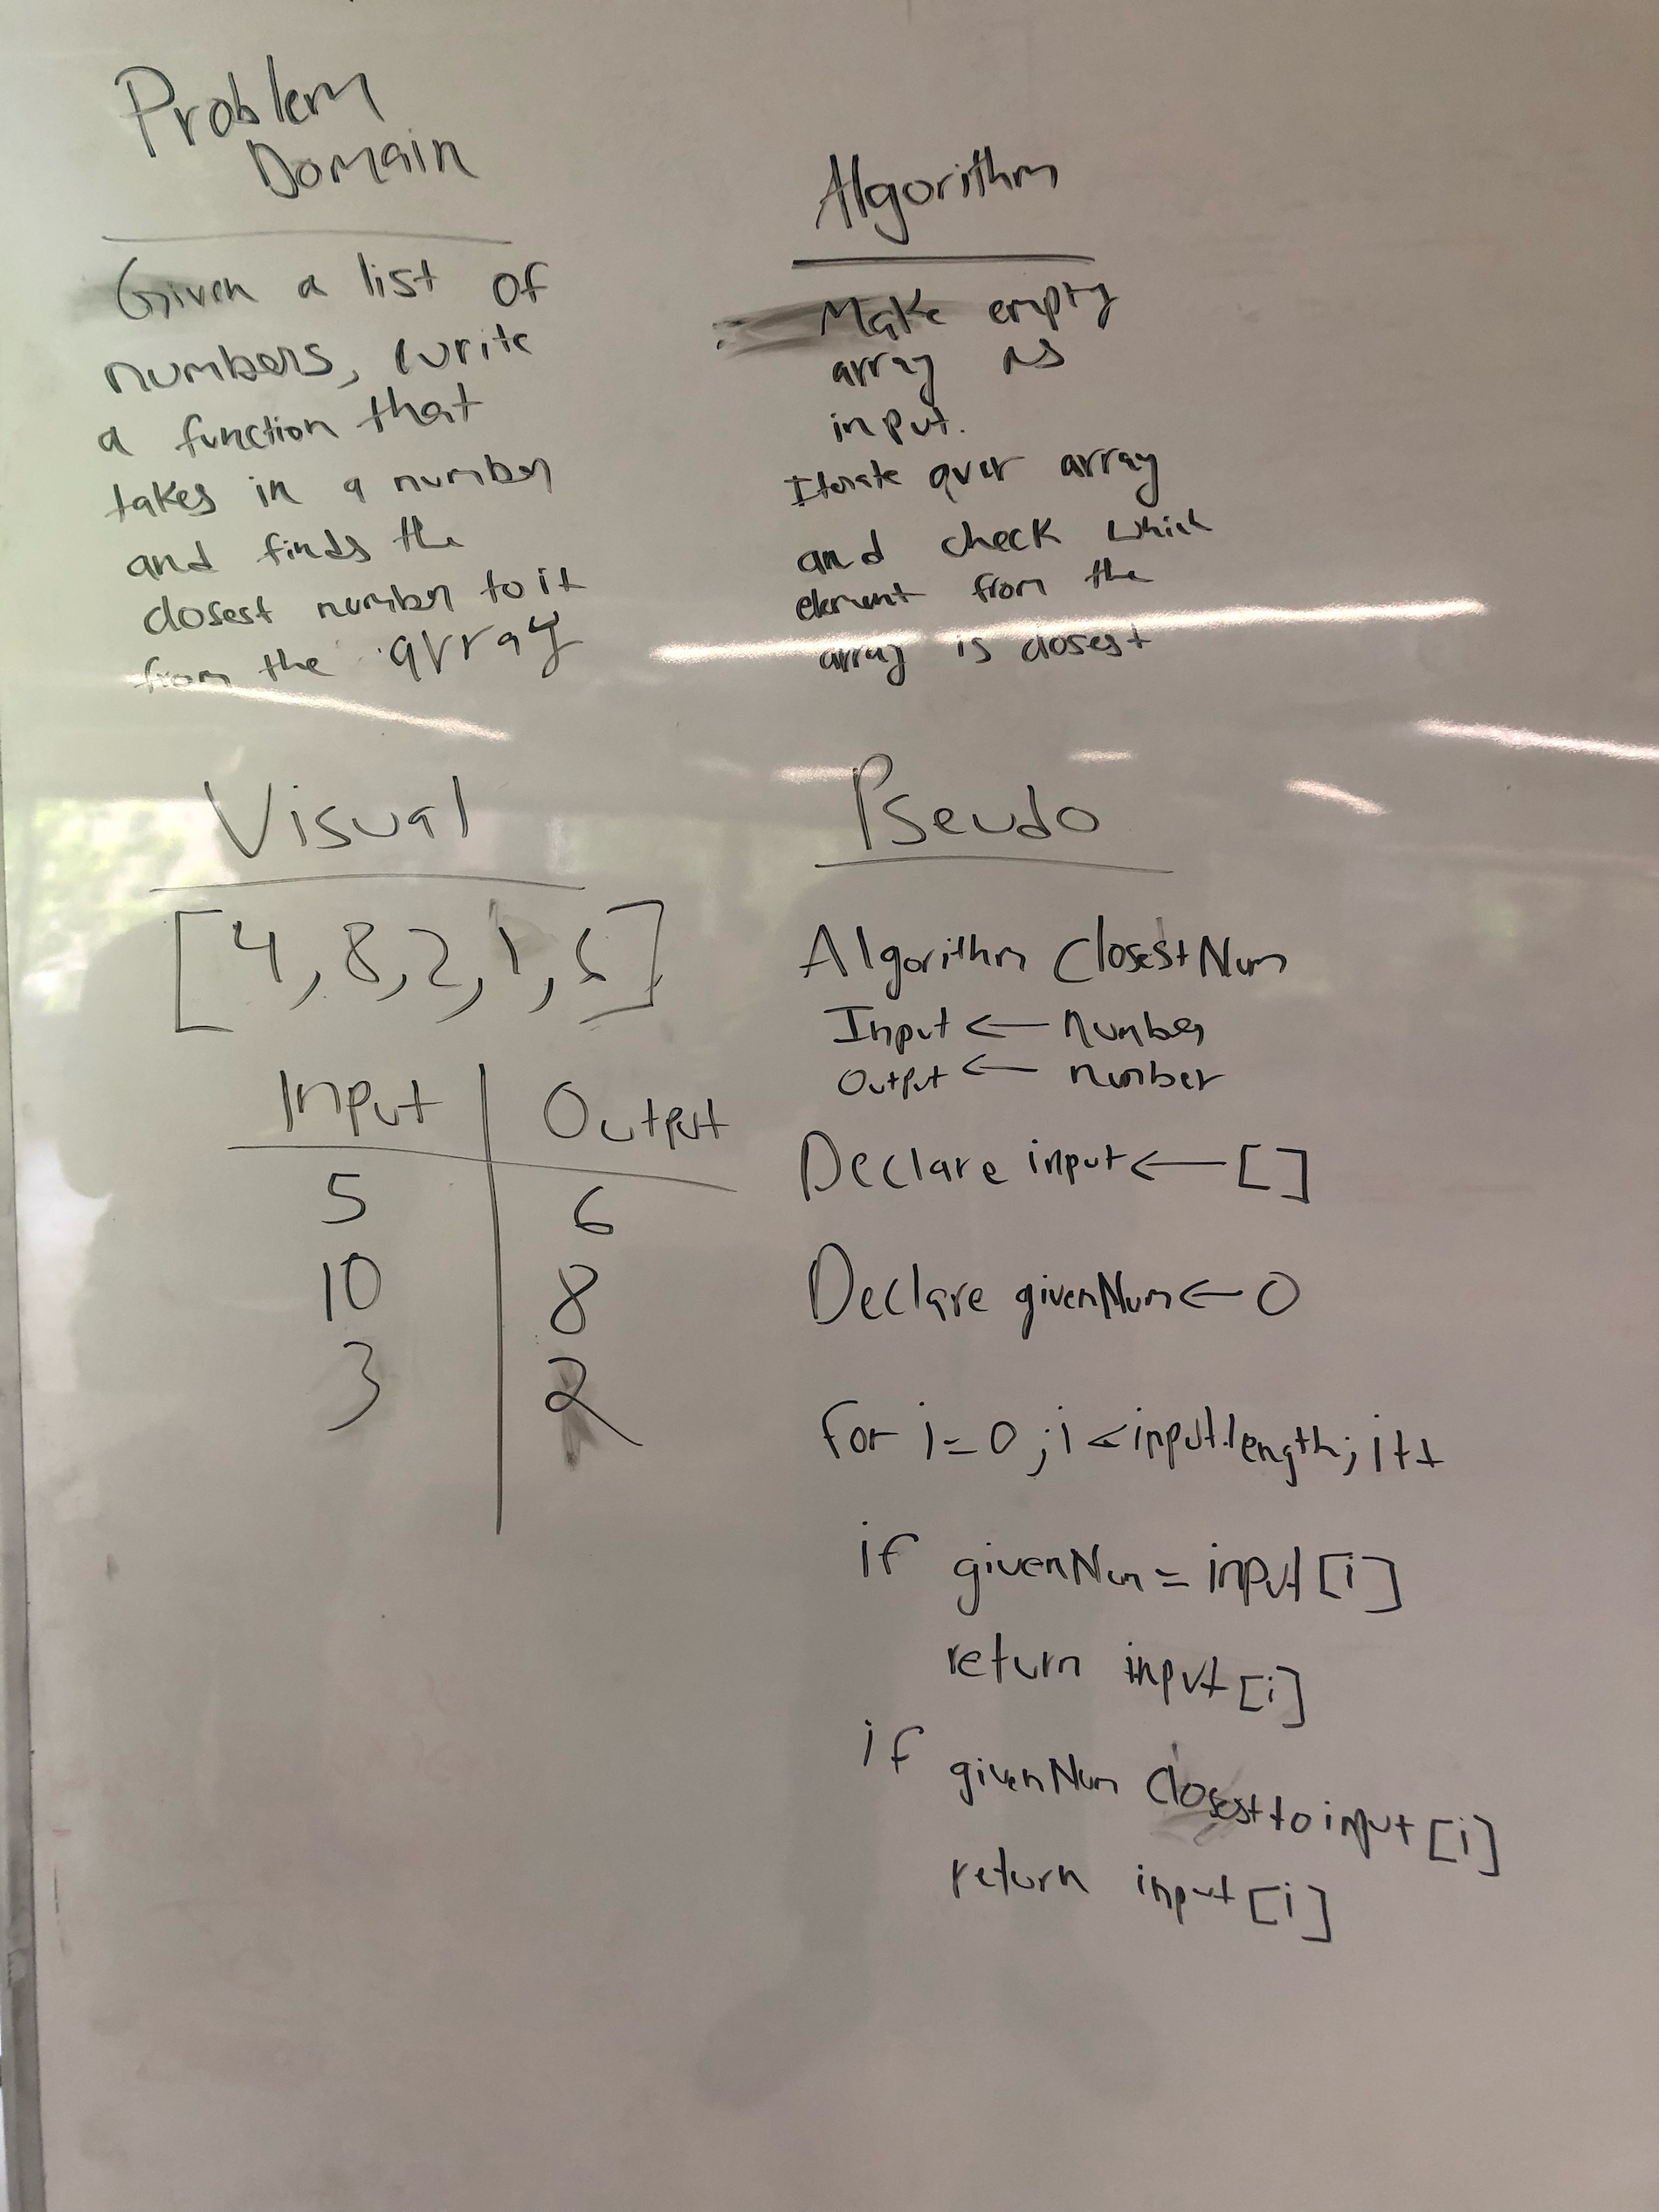 Problem
Domain
Given a list of
numbers, write
a function that
takes in a number
and finds the
closest number to it
from the array
Algorithm
Make empty
array as
input.
Iterate over array
and check which
element from the
array is closest
Visual
[4,8,2,1,6]
Input Output
5 6
10 8
3 2
Pseudo
Algorithm ClosestNum
Input <— number
Output <— number
Declare input <— []
Declare givenNum <— 0
for i=0; i<input.length; i++
if givenNum = input[i]
return input[i]
if givenNum closest to input[i]
return input[i]